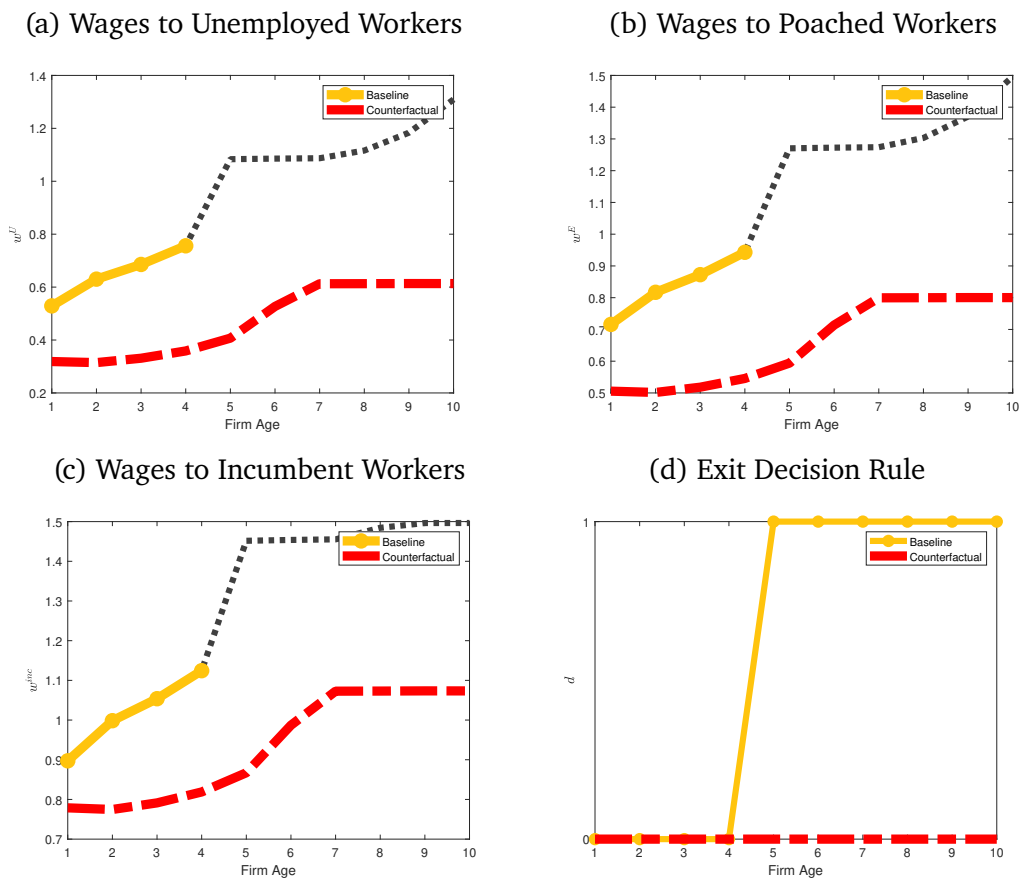 (a) Wages to Unemployed Workers
1.4
1.2
1
0.8
0.6
0.4
0.2
w^U
Baseline
Counterfactual
1 2 3 4 5 6 7 8 9 10
Firm Age
(b) Wages to Poached Workers
1.5
1.4
1.3
1.2
1.1
1
0.9
0.8
0.7
0.6
0.5
w^E
Baseline
Counterfactual
1 2 3 4 5 6 7 8 9 10
Firm Age
(c) Wages to Incumbent Workers
1.5
1.4
1.3
1.2
1.1
1
0.9
0.8
0.7
w^{inc}
Baseline
Counterfactual
1 2 3 4 5 6 7 8 9 10
Firm Age
(d) Exit Decision Rule
1
0
d
Baseline
Counterfactual
1 2 3 4 5 6 7 8 9 10
Firm Age